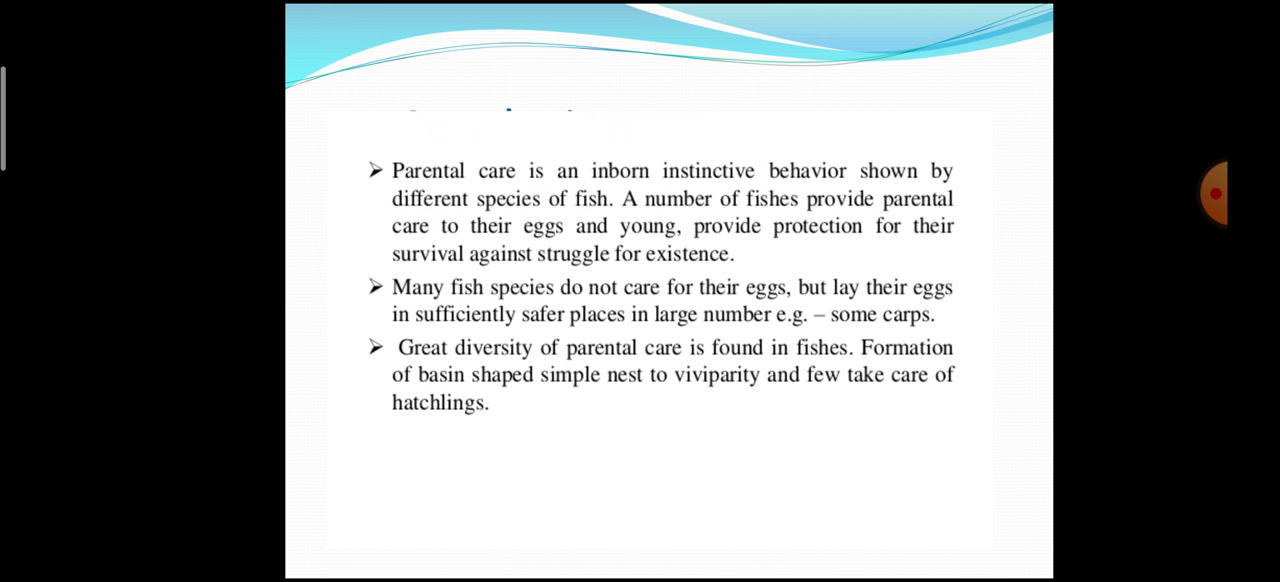 ➤ Parental care is an inborn instinctive behavior shown by
different species of fish. A number of fishes provide parental
care to their eggs and young, provide protection for their
survival against struggle for existence.
➤ Many fish species do not care for their eggs, but lay their eggs
in sufficiently safer places in large number e.g. – some carps.
➤ Great diversity of parental care is found in fishes. Formation
of basin shaped simple nest to viviparity and few take care of
hatchlings.